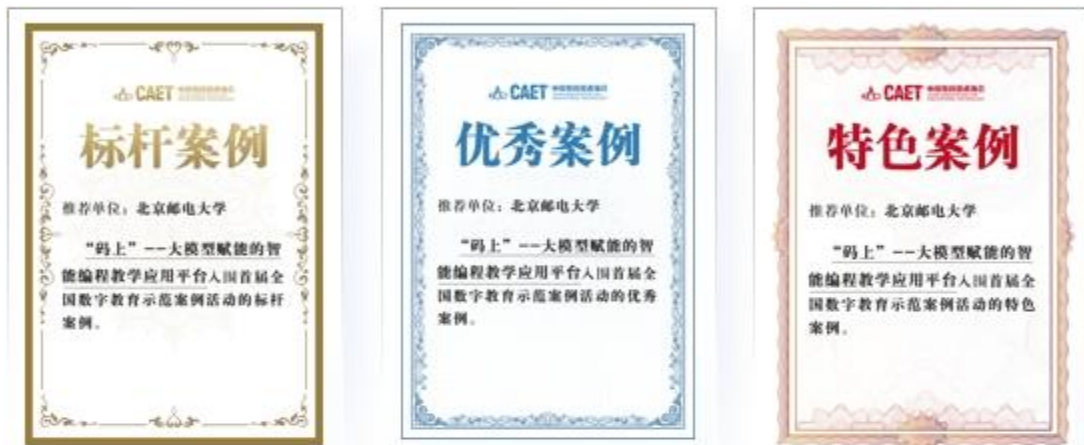 CAET
标杆案例
推荐单位：北京邮电大学
“码上”--大模型赋能的智
能编程教学应用平台入围首届全
国数字教育示范案例活动的标杆
案例。
CAET
优秀案例
推荐单位：北京邮电大学
“码上”--大模型赋能的智
能编程教学应用平台入围首届全
国数字教育示范案例活动的优秀
案例。
CAET
特色案例
推荐单位：北京邮电大学
“码上”--大模型赋能的智
能编程教学应用平台入围首届全
国数字教育示范案例活动的特色
案例。